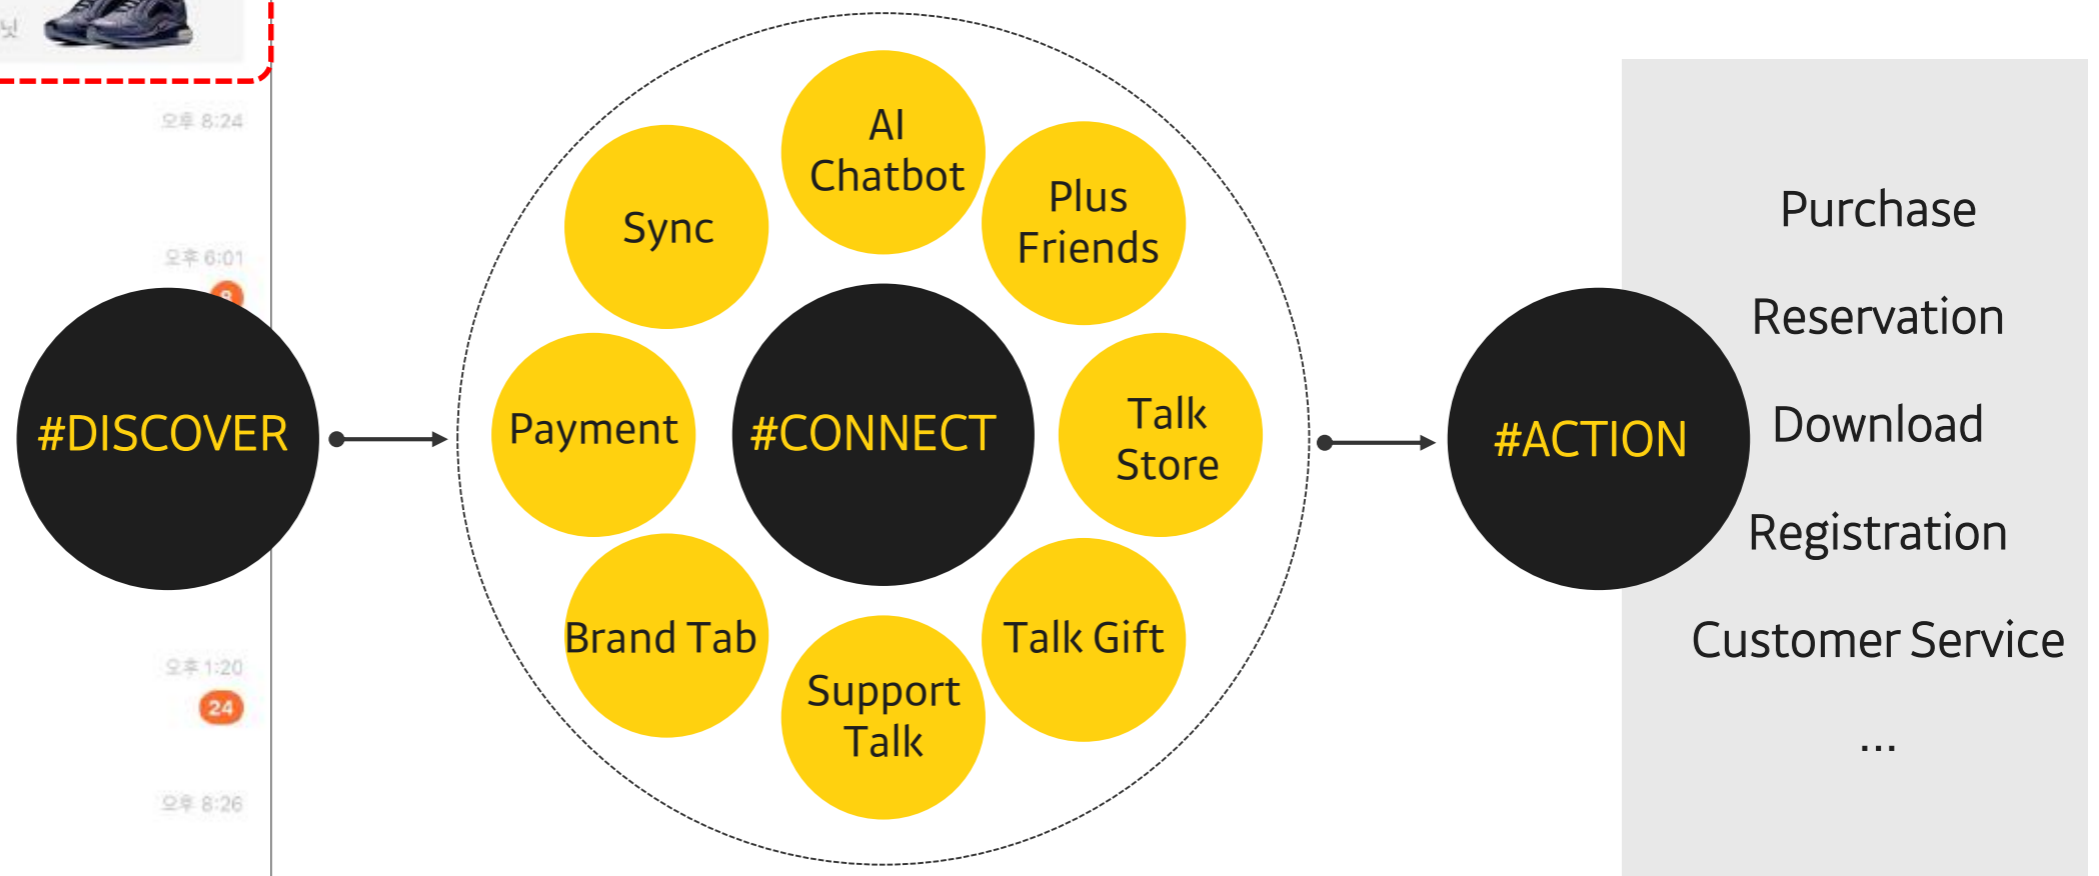 닛
오후 8:24
오후 6:01
8
#DISCOVER
오후 1:20
24
오후 8:26
AI
Chatbot
Plus
Friends
Sync
Payment
#CONNECT
Talk
Store
Brand Tab
Talk Gift
Support
Talk
#ACTION
Purchase
Reservation
Download
Registration
Customer Service
...